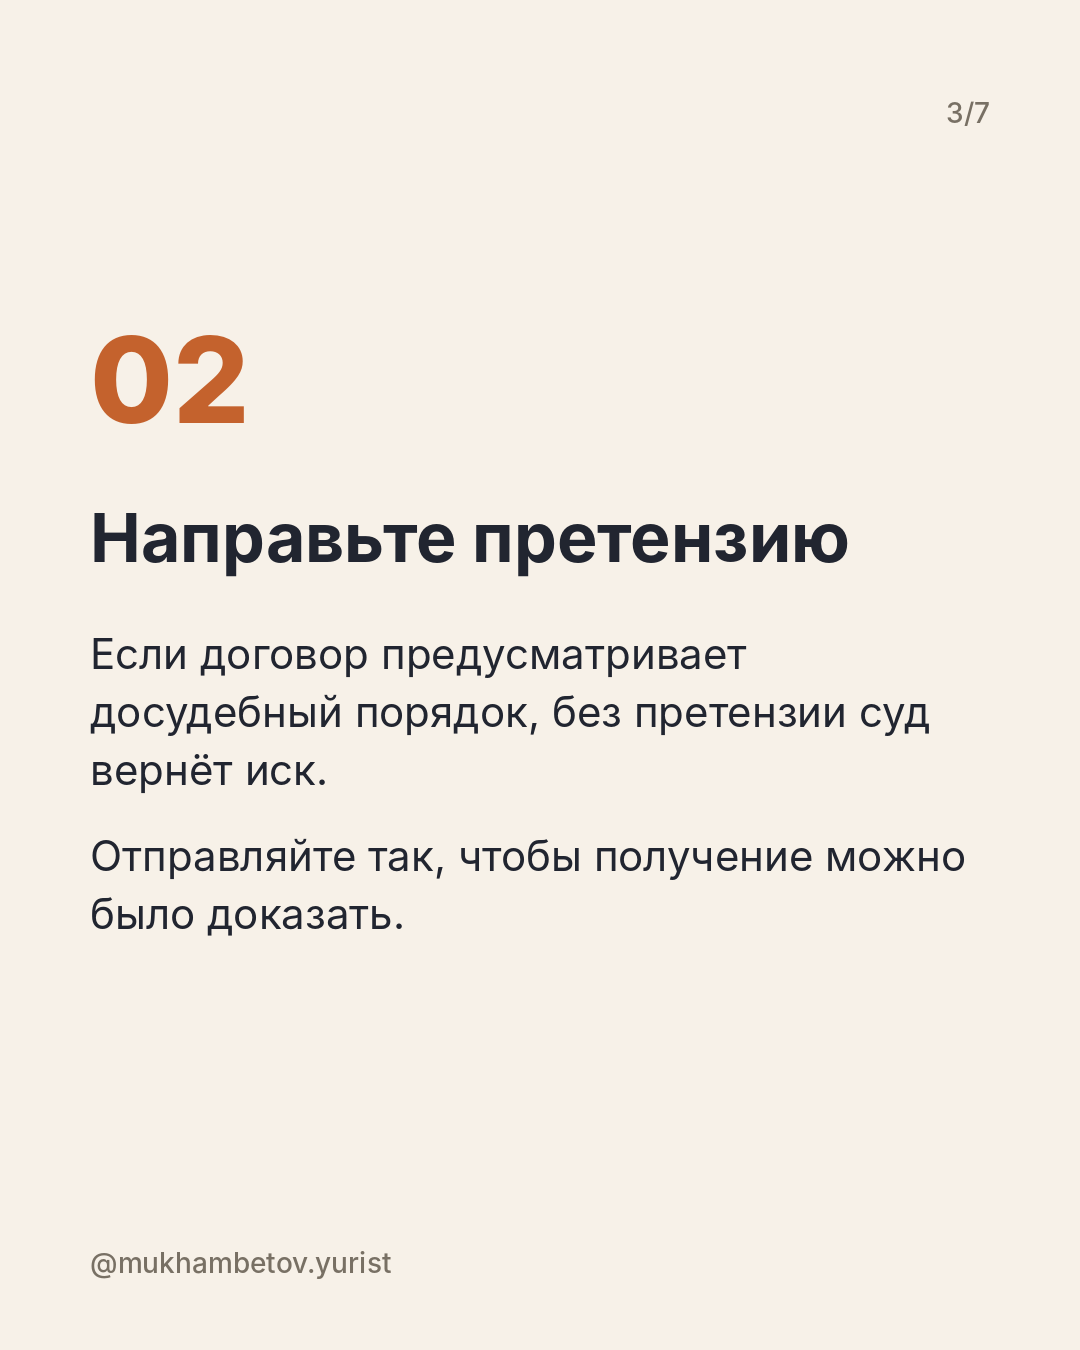 3/7
02
Направьте претензию
Если договор предусматривает
досудебный порядок, без претензии суд
вернёт иск.
Отправляйте так, чтобы получение можно
было доказать.
@mukhambetov.yurist